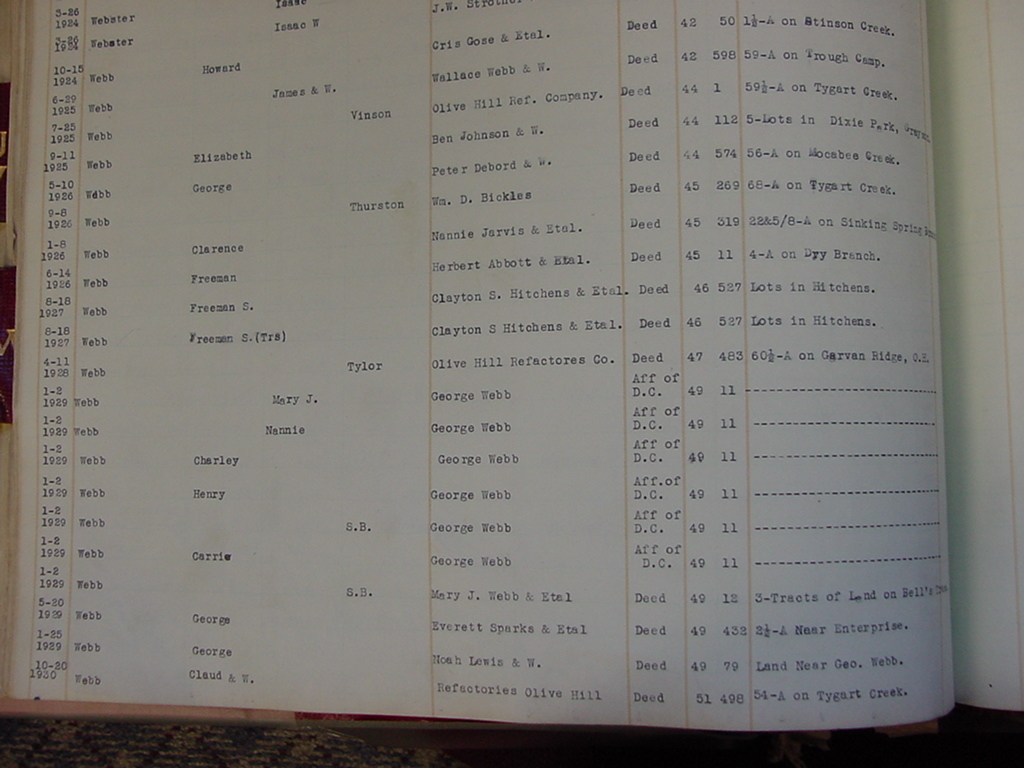 3-26
1924 Webster Isaac
3-26
1924 Webster Isaac W J.W. Strother
10-15
1924 Webb Howard Cris Gose & Etal. Deed 42 50 1½-A on Stinson Creek.
6-29
1925 Webb James & W. Wallace Webb & W. Deed 42 598 59-A on Trough Camp.
7-25
1925 Webb Vinson Olive Hill Ref. Company. Deed 44 1 59½-A on Tygart Creek.
9-11
1925 Webb Elizabeth Ben Johnson & W. Deed 44 112 5-Lots in Dixie Park,
5-10
1926 Webb George Peter Debord & W. Deed 44 574 56-A on Mocabee Creek.
9-8
1926 Webb Thurston Wm. D. Bickles Deed 45 269 68-A on Tygart Creek.
1-8
1926 Webb Clarence Nannie Jarvis & Etal. Deed 45 319 22&5/8-A on Sinking Spring
6-14
1926 Webb Freeman Herbert Abbott & Etal. Deed 45 11 4-A on Dyy Branch.
8-18
1927 Webb Freeman S. Clayton S. Hitchens & Etal. Deed 46 527 Lots in Hitchens.
8-18
1927 Webb Freeman S.(Trs) Clayton S Hitchens & Etal. Deed 46 527 Lots in Hitchens.
4-11
1928 Webb Tylor Olive Hill Refactores Co. Deed 47 483 60½-A on Garvan Ridge, O.H.
1-2 Aff of
1929 Webb Mary J. George Webb D.C. 49 11 --------------------------
1-2 Aff of
1929 Webb Nannie George Webb D.C. 49 11 --------------------------
1-2 Aff of
1929 Webb Charley George Webb D.C. 49 11 --------------------------
1-2 Aff.of
1929 Webb Henry George Webb D.C. 49 11 --------------------------
1-2 Aff of
1929 Webb S.B. George Webb D.C. 49 11 --------------------------
1-2 Aff of
1929 Webb Carrie George Webb D.C. 49 11 --------------------------
1-2
1929 Webb S.B. Mary J. Webb & Etal Deed 49 12 3-Tracts of Land on Bell's
5-20
1929 Webb George Everett Sparks & Etal Deed 49 432 2½-A Near Enterprise.
1-25
1929 Webb George Noah Lewis & W. Deed 49 79 Land Near Geo. Webb.
10-20
1930 Webb Claud & W. Refactories Olive Hill Deed 51 498 54-A on Tygart Creek.